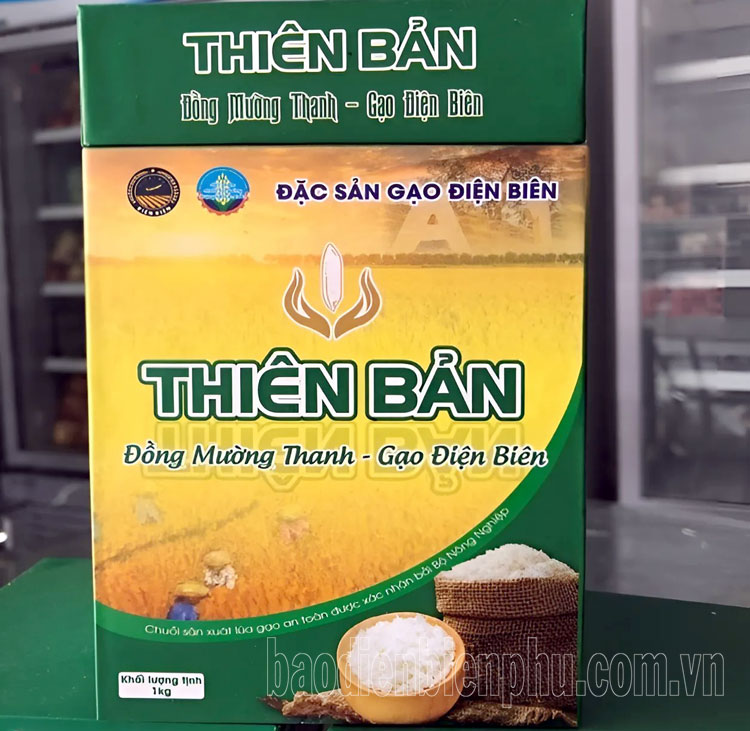 THIÊN BẢN
Đồng Mường Thanh - Gạo Điện Biên
ĐIỆN BIÊN
ĐẶC SẢN GẠO ĐIỆN BIÊN
THIÊN BẢN
Đồng Mường Thanh - Gạo Điện Biên
Chuỗi sản xuất lúa gạo an toàn được xác nhận bởi Bộ Nông Nghiệp
Khối lượng tịnh
1kg
baodienbienphu.com.vn